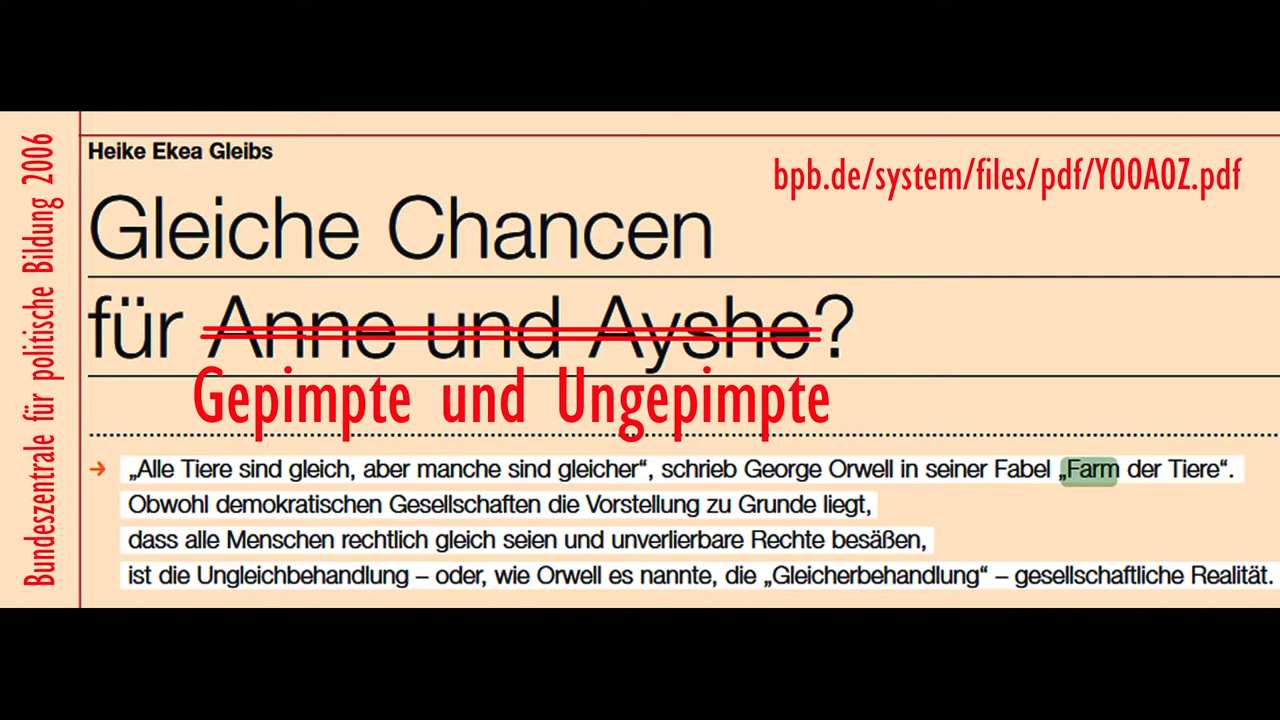 Bundeszentrale für politische Bildung 2006
Heike Ekea Gleibs
bpb.de/system/files/pdf/Y00A0Z.pdf
Gleiche Chancen
für Anne und Ayshe?
Gepimpte und Ungepimpte
→ „Alle Tiere sind gleich, aber manche sind gleicher“, schrieb George Orwell in seiner Fabel „Farm der Tiere“.
Obwohl demokratischen Gesellschaften die Vorstellung zu Grunde liegt,
dass alle Menschen rechtlich gleich seien und unverlierbare Rechte besäßen,
ist die Ungleichbehandlung – oder, wie Orwell es nannte, die „Gleicherbehandlung“ – gesellschaftliche Realität.